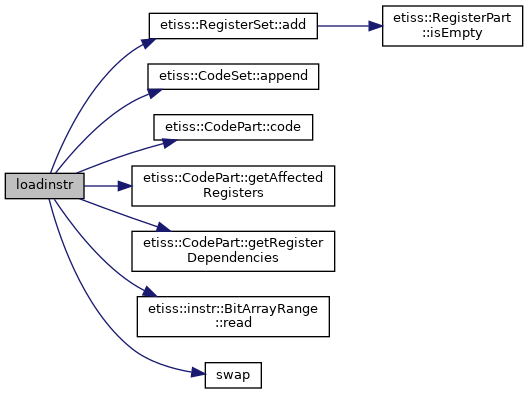 loadinstr
etiss::RegisterSet::add
etiss::RegisterPart
::isEmpty
etiss::CodeSet::append
etiss::CodePart::code
etiss::CodePart::getAffected
Registers
etiss::CodePart::getRegister
Dependencies
etiss::instr::BitArrayRange
::read
swap